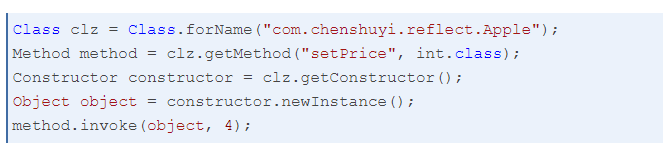 Class clz = Class.forName("com.chenshuyi.reflect.Apple");
Method method = clz.getMethod("setPrice", int.class);
Constructor constructor = clz.getConstructor();
Object object = constructor.newInstance();
method.invoke(object, 4);